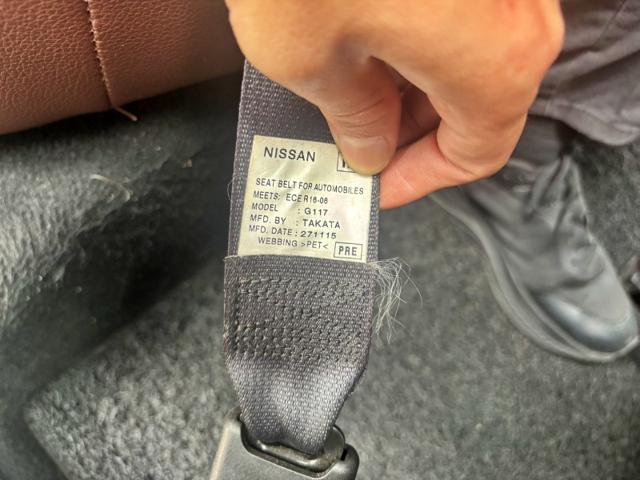 NISSAN
SEAT BELT FOR AUTOMOBILES
MEETS: ECE R16-06
MODEL : G117
MFD. BY : TAKATA
MFD. DATE : 271115
WEBBING >PET<
PRE